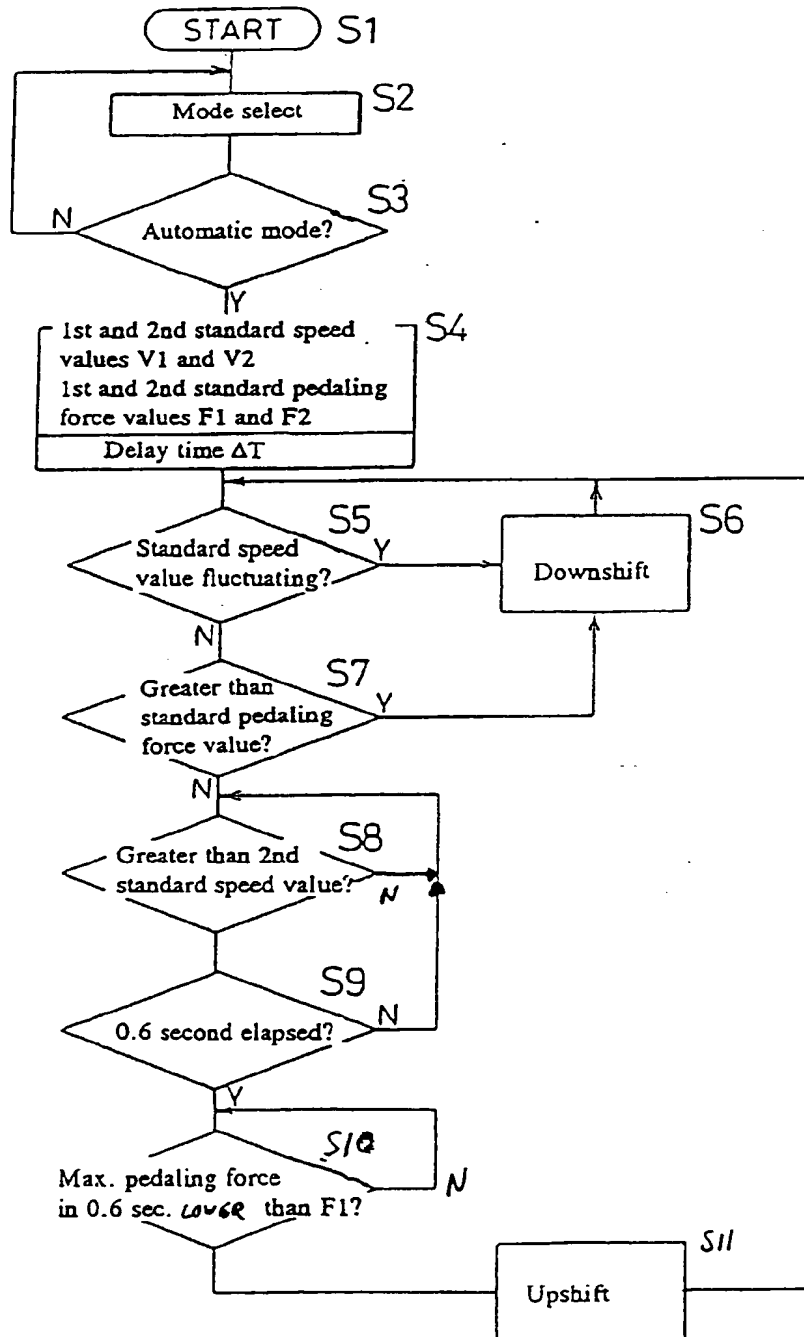 START S1
Mode select S2
S3
N Automatic mode?
Y
1st and 2nd standard speed S4
values V1 and V2
1st and 2nd standard pedaling
force values F1 and F2
Delay time ΔT
S5 S6
Standard speed Y
value fluctuating? Downshift
N
S7
Greater than Y
standard pedaling
force value?
N
S8
Greater than 2nd
standard speed value? N
S9
0.6 second elapsed? N
Y
S10
Max. pedaling force N
in 0.6 sec. LOWER than F1?
S11
Upshift